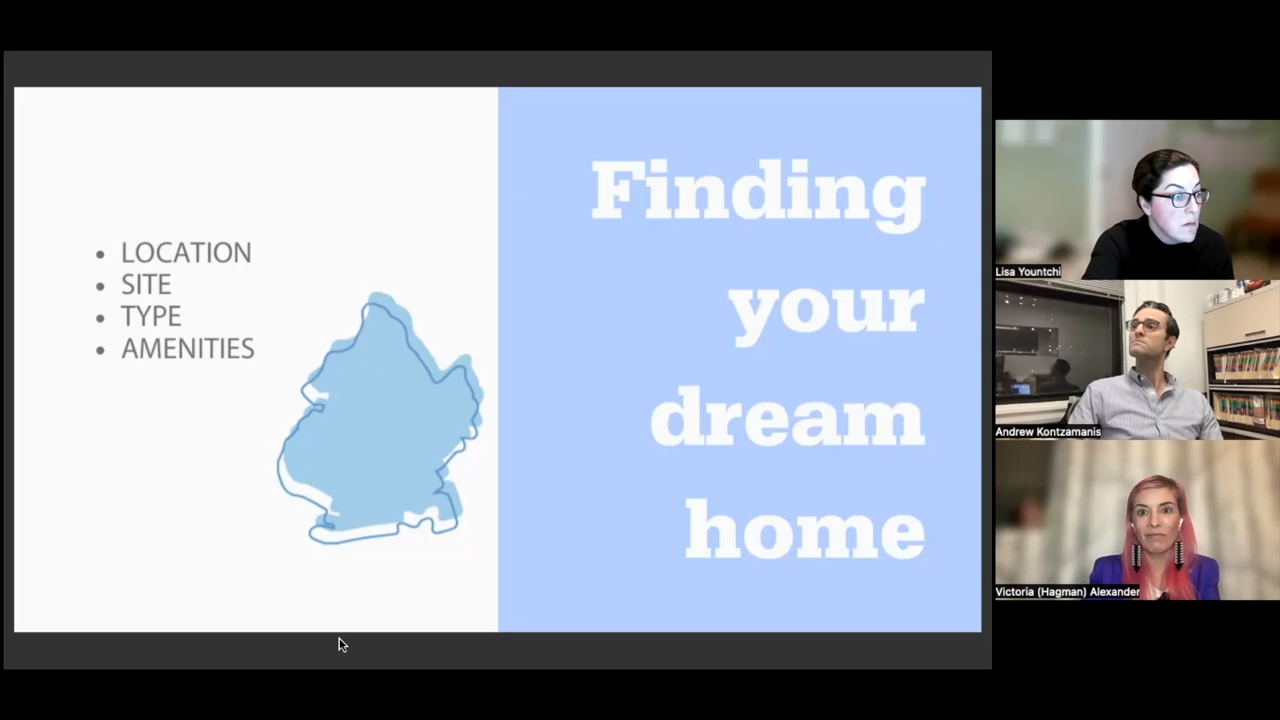 LOCATION
SITE
TYPE
AMENITIES
Finding
your
dream
home
Lisa Yountchi
Andrew Kontzamanis
Victoria (Hagman) Alexander